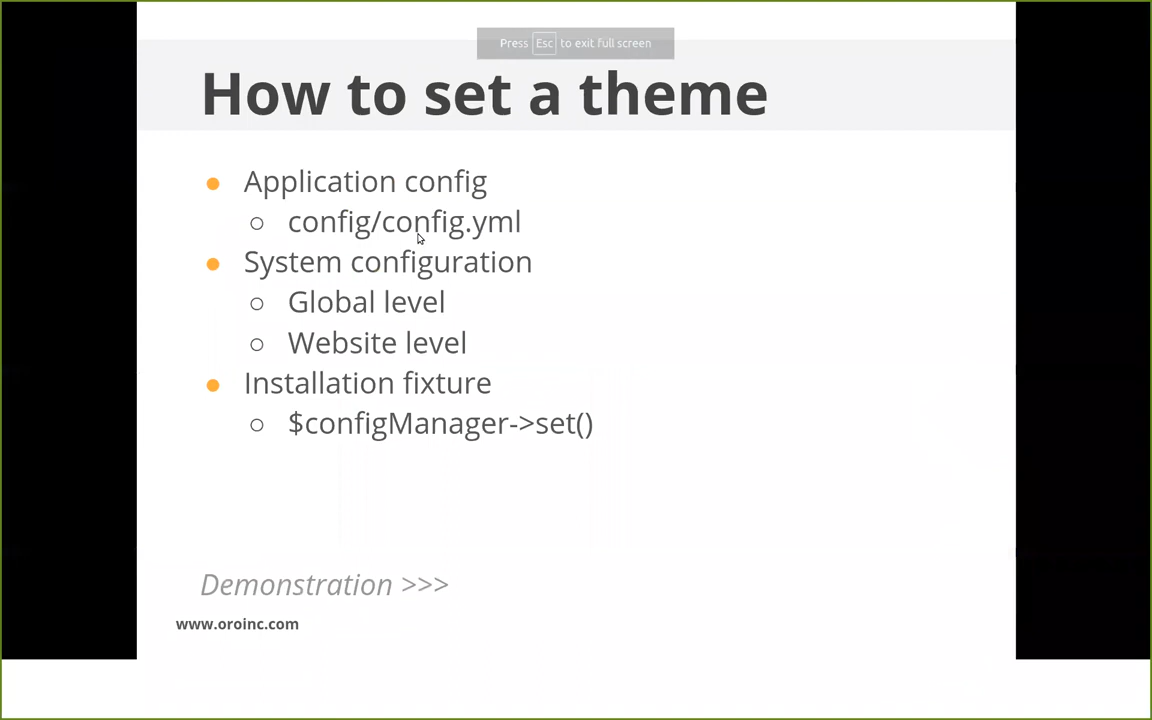 Press Esc to exit full screen
How to set a theme
Application config
config/config.yml
System configuration
Global level
Website level
Installation fixture
$configManager->set()
Demonstration >>>
www.oroinc.com